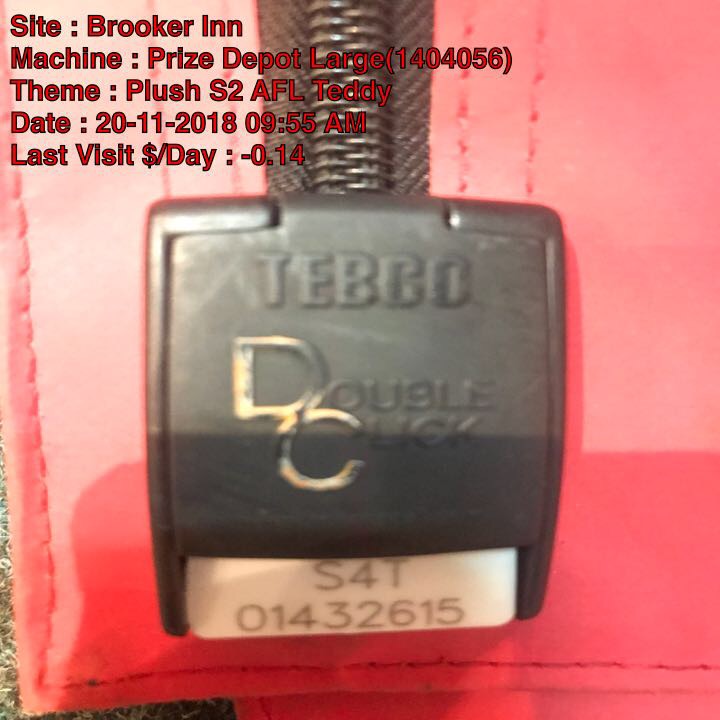 Site : Brooker Inn
Machine : Prize Depot Large(1404056)
Theme : Plush S2 AFL Teddy
Date : 20-11-2018 09:55 AM
Last Visit $/Day : -0.14
TEBCO
DOUBLE
CLICK
S4T
01432615